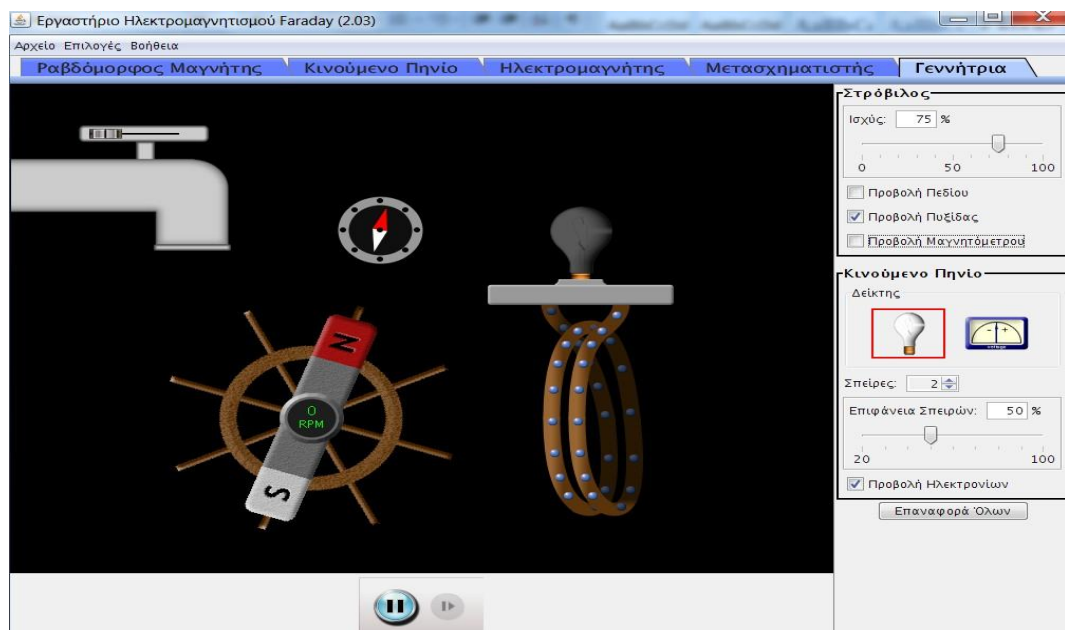 Εργαστήριο Ηλεκτρομαγνητισμού Faraday (2.03)
Αρχείο Επιλογές Βοήθεια
Ραβδόμορφος Μαγνήτης Κινούμενο Πηνίο Ηλεκτρομαγνήτης Μετασχηματιστής Γεννήτρια
Στρόβιλος
Ισχύς: 75 %
0 50 100
Προβολή Πεδίου
Προβολή Πυξίδας
Προβολή Μαγνητόμετρου
N
0
RPM
S
Κινούμενο Πηνίο
Δείκτης
- +
Σπείρες: 2
Επιφάνεια Σπειρών: 50 %
20 100
Προβολή Ηλεκτρονίων
Επαναφορά Όλων